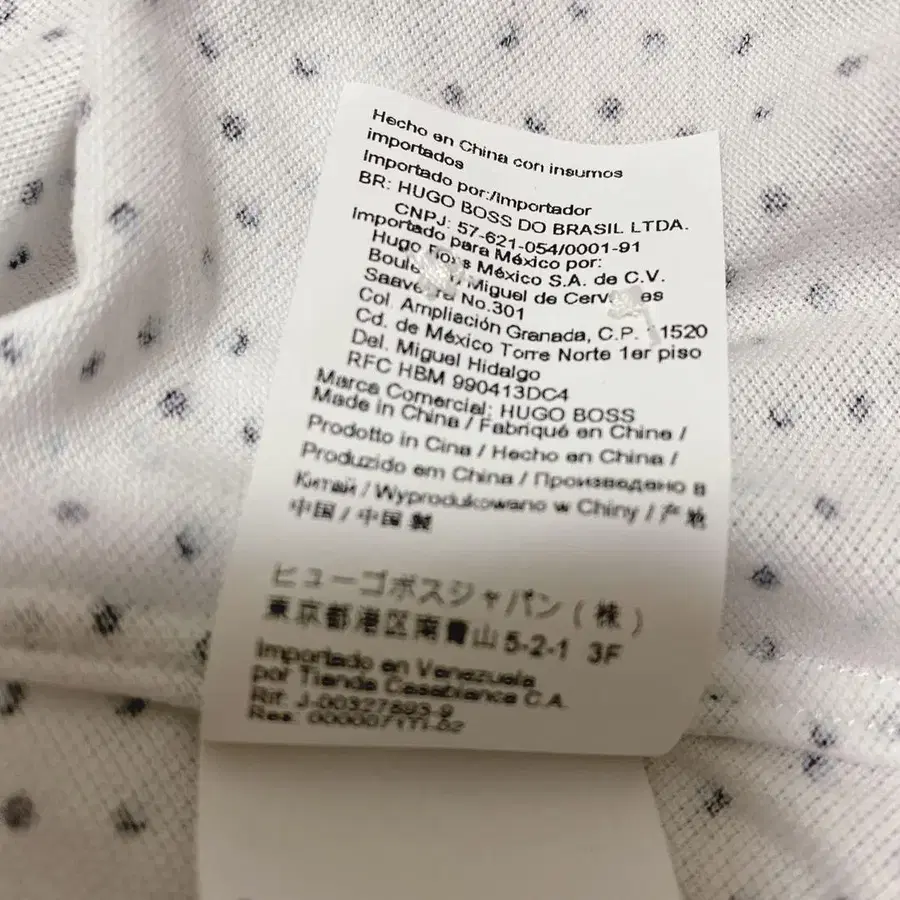 Hecho en China con insumos
importados
Importado por:/Importador
BR: HUGO BOSS DO BRASIL LTDA.
CNPJ: 57-621-054/0001-91
Importado para México por:
Hugo México S.A. de C.V.
Miguel de
No.301
Col. Ampliación Granada, C.P. 11520
Cd. de México Torre Norte 1er piso
Del. Miguel Hidalgo
RFC HBM 990413DC4
Marca Comercial: HUGO BOSS
Made in China / Fabriqué en Chine /
Prodotto in Cina / Hecho en China /
Produzido em China / Произведено в
Китай / Wyprodukowano w Chiny / 产地
中国 / 中国 製
ヒューゴボスジャパン(株)
東京都港区南青山5-2-1 3F
Importado en Venezuela
por Tienda Casablanca C.A.
Rif:
Res: